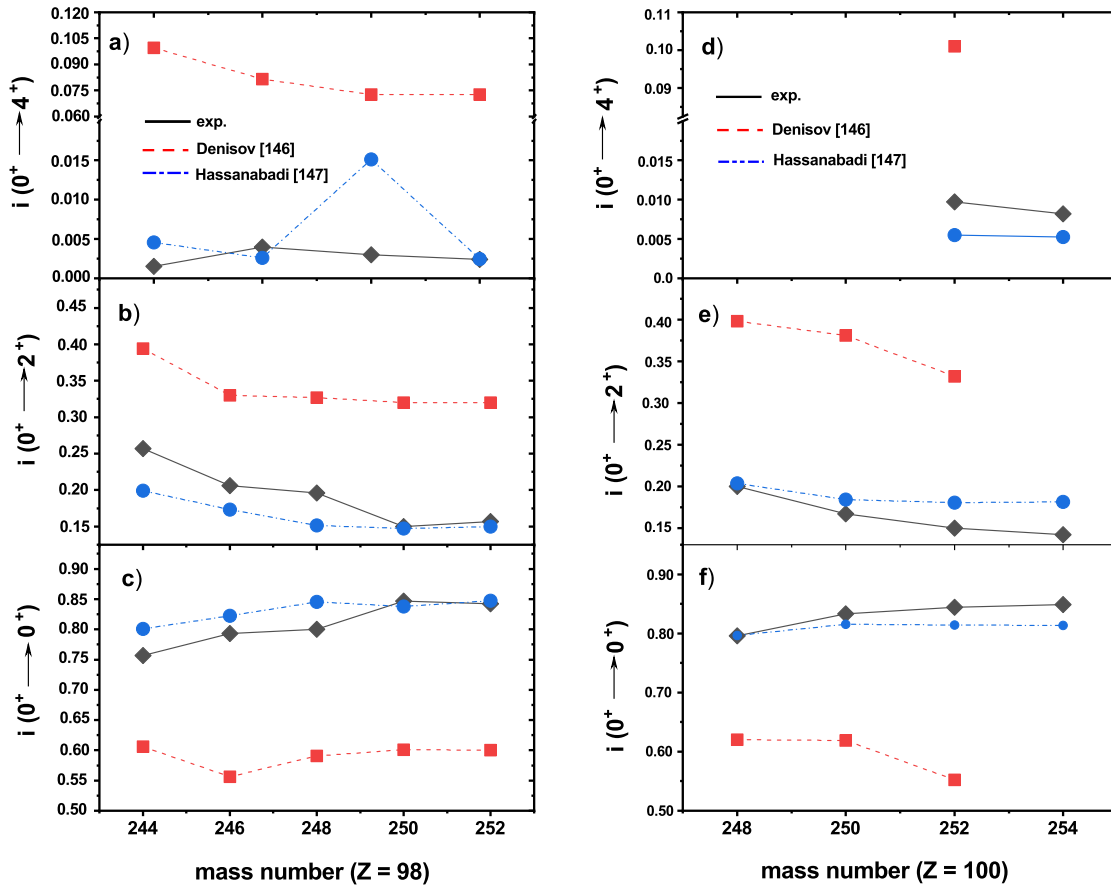 a)
i (0⁺ ⟶ 4⁺)
0.120
0.105
0.090
0.075
0.060
0.015
0.010
0.005
0.000
exp.
Denisov [146]
Hassanabadi [147]
b)
i (0⁺ ⟶ 2⁺)
0.45
0.40
0.35
0.30
0.25
0.20
0.15
c)
i (0⁺ ⟶ 0⁺)
0.90
0.85
0.80
0.75
0.70
0.65
0.60
0.55
0.50
244
246
248
250
252
mass number (Z = 98)
d)
i (0⁺ ⟶ 4⁺)
0.11
0.10
0.09
0.015
0.010
0.005
0.0
exp.
Denisov [146]
Hassanabadi [147]
e)
i (0⁺ ⟶ 2⁺)
0.40
0.35
0.30
0.25
0.20
0.15
f)
i (0⁺ ⟶ 0⁺)
0.90
0.80
0.70
0.60
0.50
248
250
252
254
mass number (Z = 100)